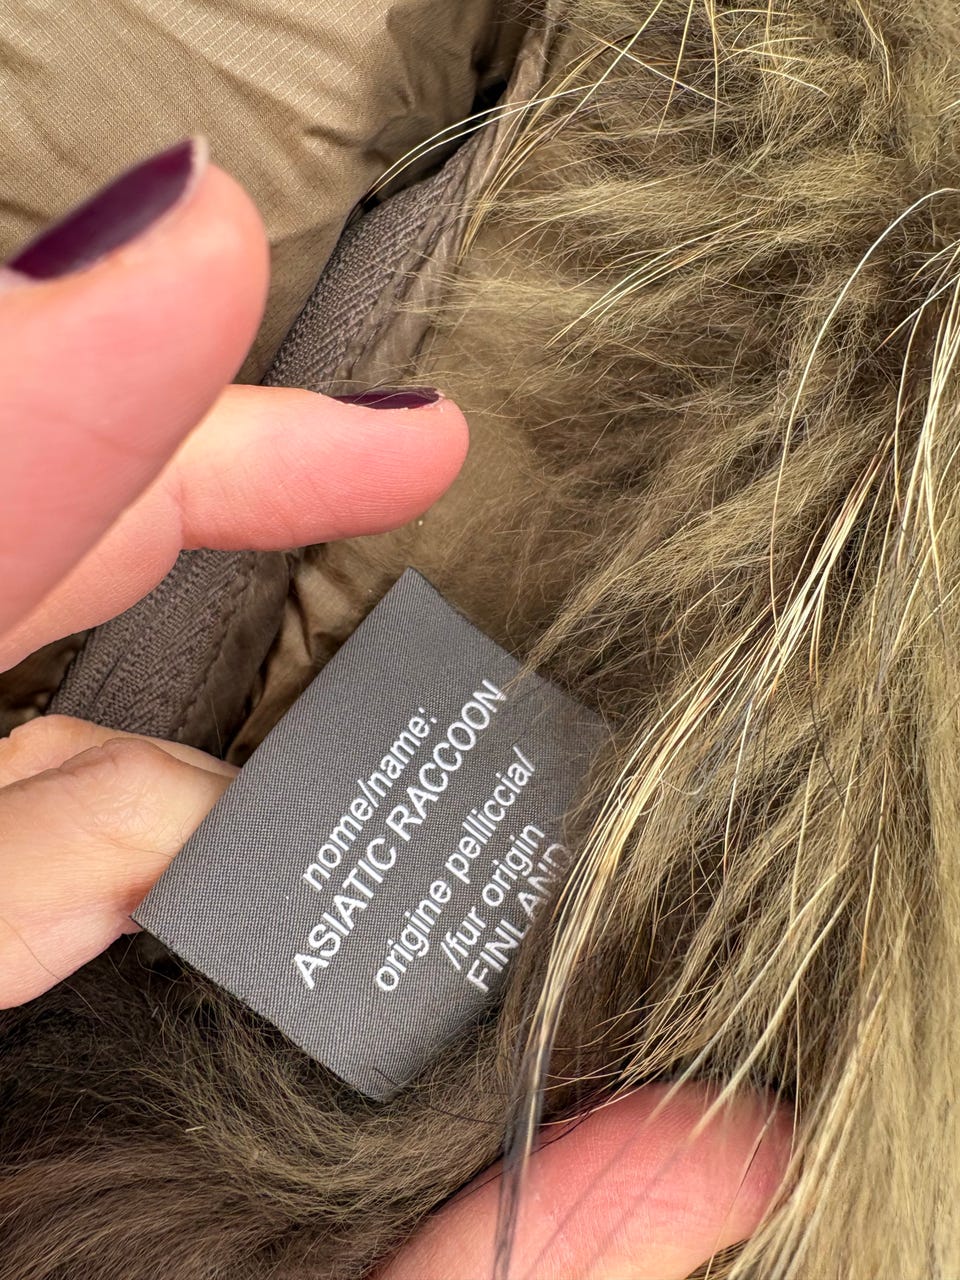 nome/name:
ASIATIC RACCOON
origine pelliccia/
/fur origin
FINLAND